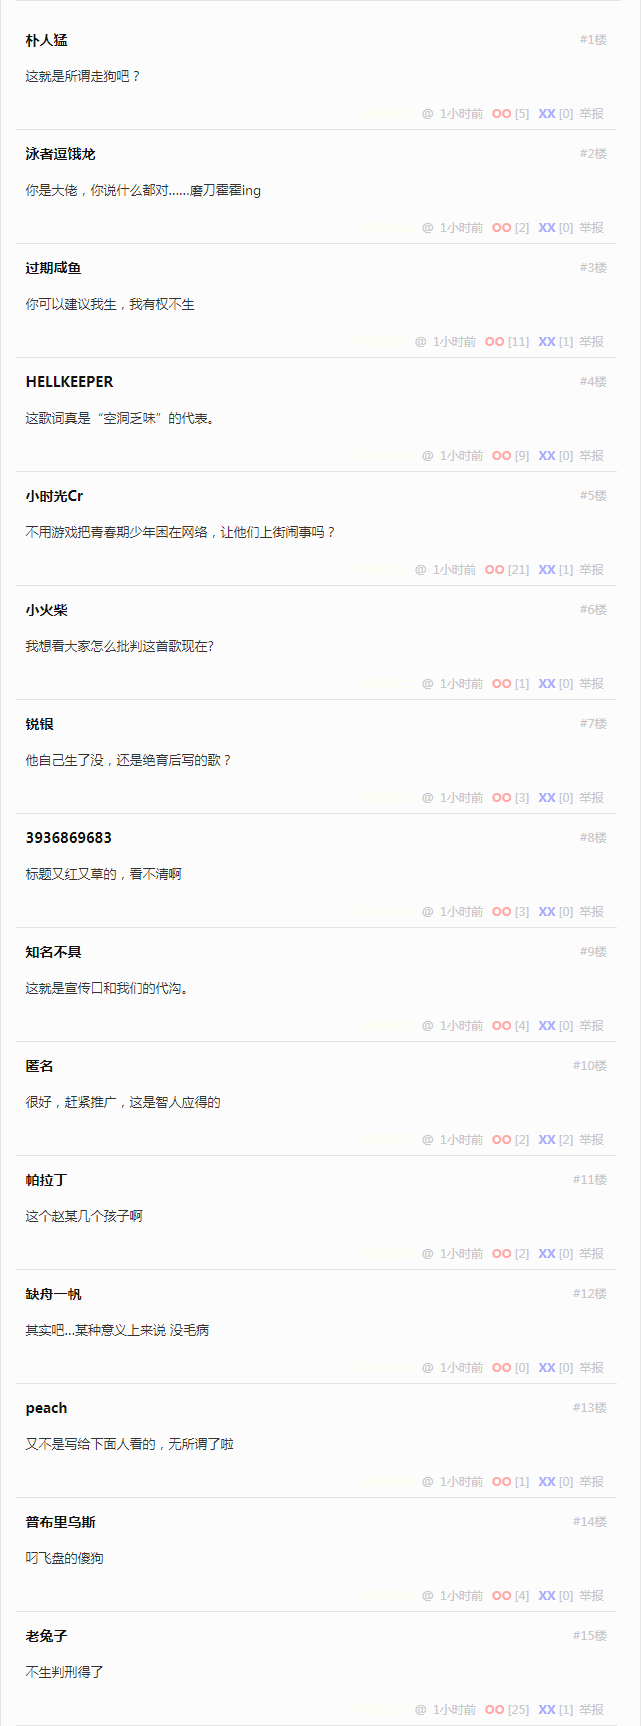 朴人猛 #1楼
这就是所谓走狗吧？
@ 1小时前 OO [5] XX [0] 举报
泳者逗饿龙 #2楼
你是大佬，你说什么都对……磨刀霍霍ing
@ 1小时前 OO [2] XX [0] 举报
过期咸鱼 #3楼
你可以建议我生，我有权不生
@ 1小时前 OO [11] XX [1] 举报
HELLKEEPER #4楼
这歌词真是“空洞乏味”的代表。
@ 1小时前 OO [9] XX [0] 举报
小时光Cr #5楼
不用游戏把青春期少年困在网络，让他们上街闹事吗？
@ 1小时前 OO [21] XX [1] 举报
小火柴 #6楼
我想看大家怎么批判这首歌现在?
@ 1小时前 OO [1] XX [0] 举报
锐银 #7楼
他自己生了没，还是绝育后写的歌？
@ 1小时前 OO [3] XX [0] 举报
3936869683 #8楼
标题又红又草的，看不清啊
@ 1小时前 OO [3] XX [0] 举报
知名不具 #9楼
这就是宣传口和我们的代沟。
@ 1小时前 OO [4] XX [0] 举报
匿名 #10楼
很好，赶紧推广，这是智人应得的
@ 1小时前 OO [2] XX [2] 举报
帕拉丁 #11楼
这个赵某几个孩子啊
@ 1小时前 OO [2] XX [0] 举报
缺舟一帆 #12楼
其实吧...某种意义上来说 没毛病
@ 1小时前 OO [0] XX [0] 举报
peach #13楼
又不是写给下面人看的，无所谓了啦
@ 1小时前 OO [1] XX [0] 举报
普布里乌斯 #14楼
叼飞盘的傻狗
@ 1小时前 OO [4] XX [0] 举报
老兔子 #15楼
不生判刑得了
@ 1小时前 OO [25] XX [1] 举报